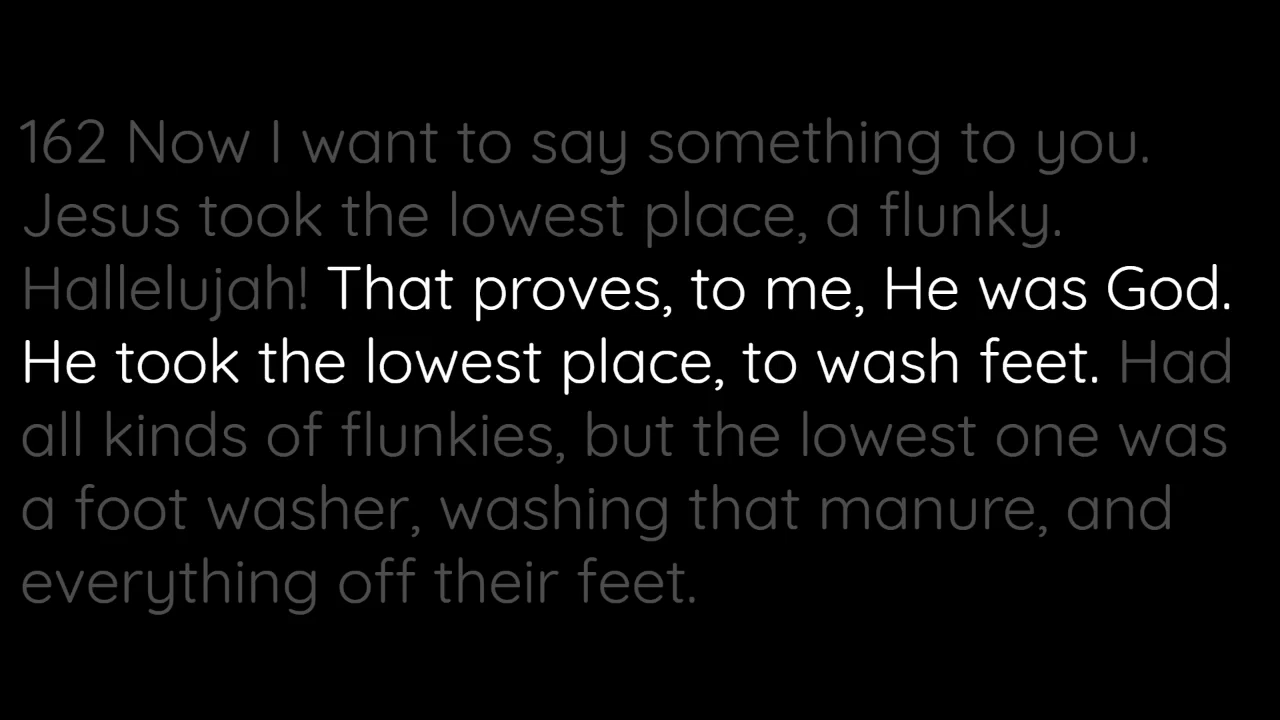 162 Now I want to say something to you.
Jesus took the lowest place, a flunky.
Hallelujah! That proves, to me, He was God.
He took the lowest place, to wash feet. Had
all kinds of flunkies, but the lowest one was
a foot washer, washing that manure, and
everything off their feet.